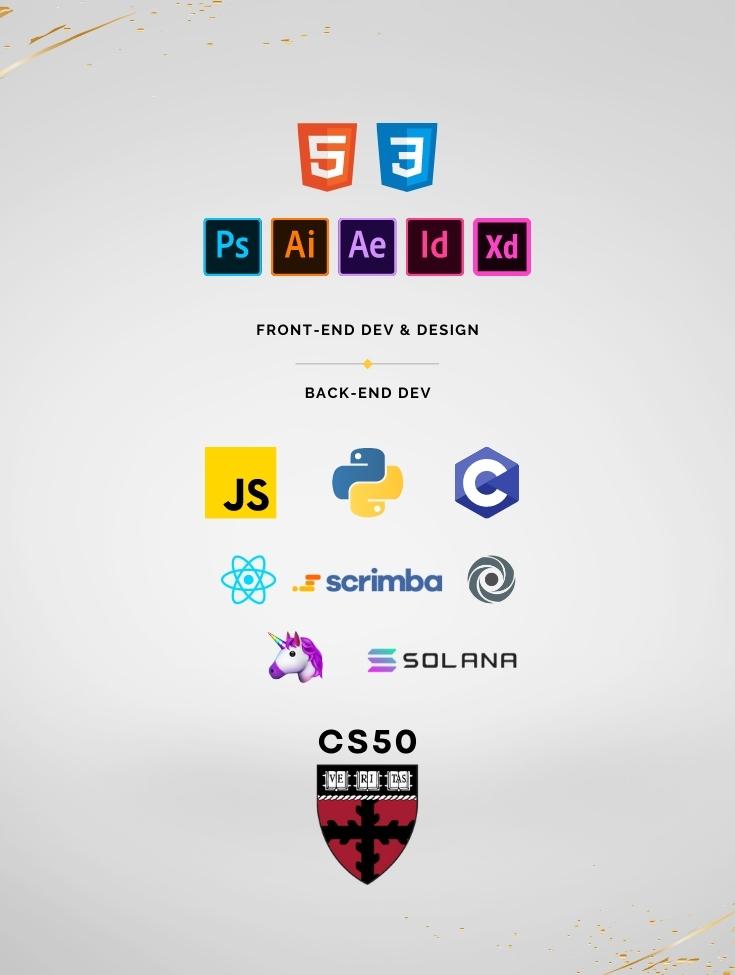 5 3
Ps Ai Ae Id Xd
FRONT-END DEV & DESIGN
BACK-END DEV
JS C
scrimba
SOLANA
CS50
VE RI TAS